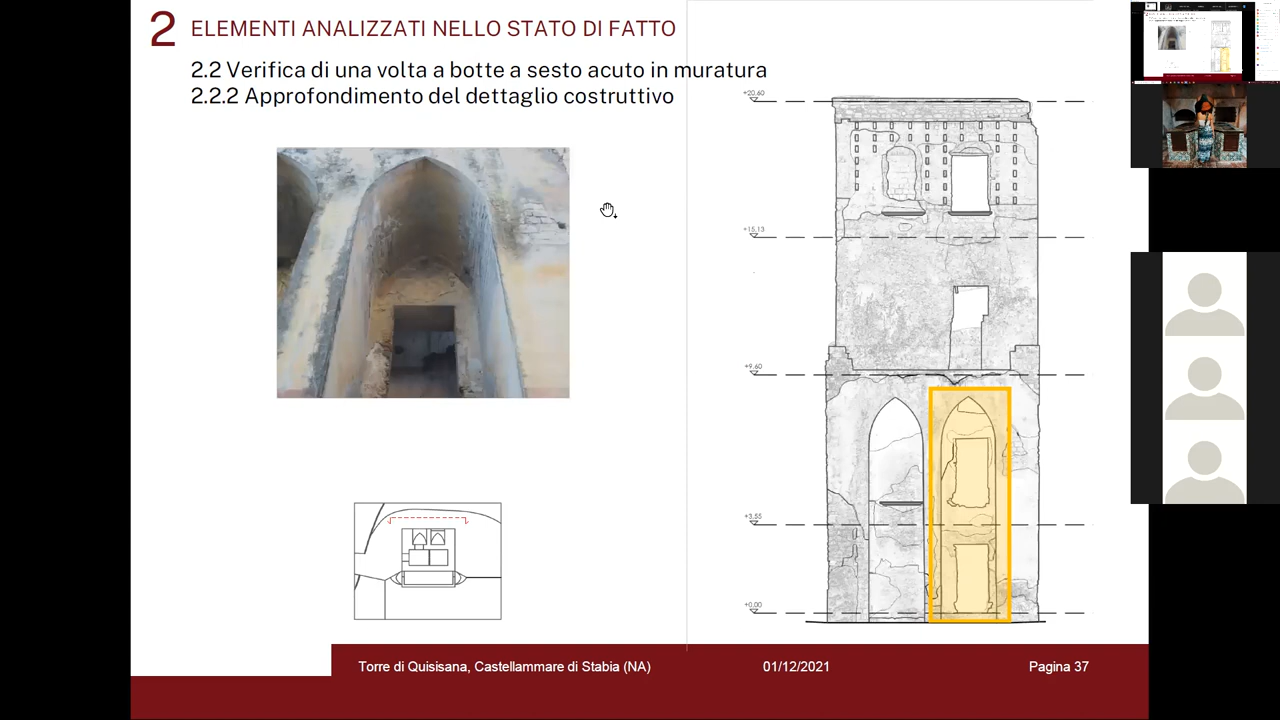 2 ELEMENTI ANALIZZATI NELLO STATO DI FATTO
2.2 Verifica di una volta a botte a sesto acuto in muratura
2.2.2 Approfondimento del dettaglio costruttivo
+20.60
+15.13
+9.60
+3.55
+0.00
Torre di Quisisana, Castellammare di Stabia (NA) 01/12/2021 Pagina 37